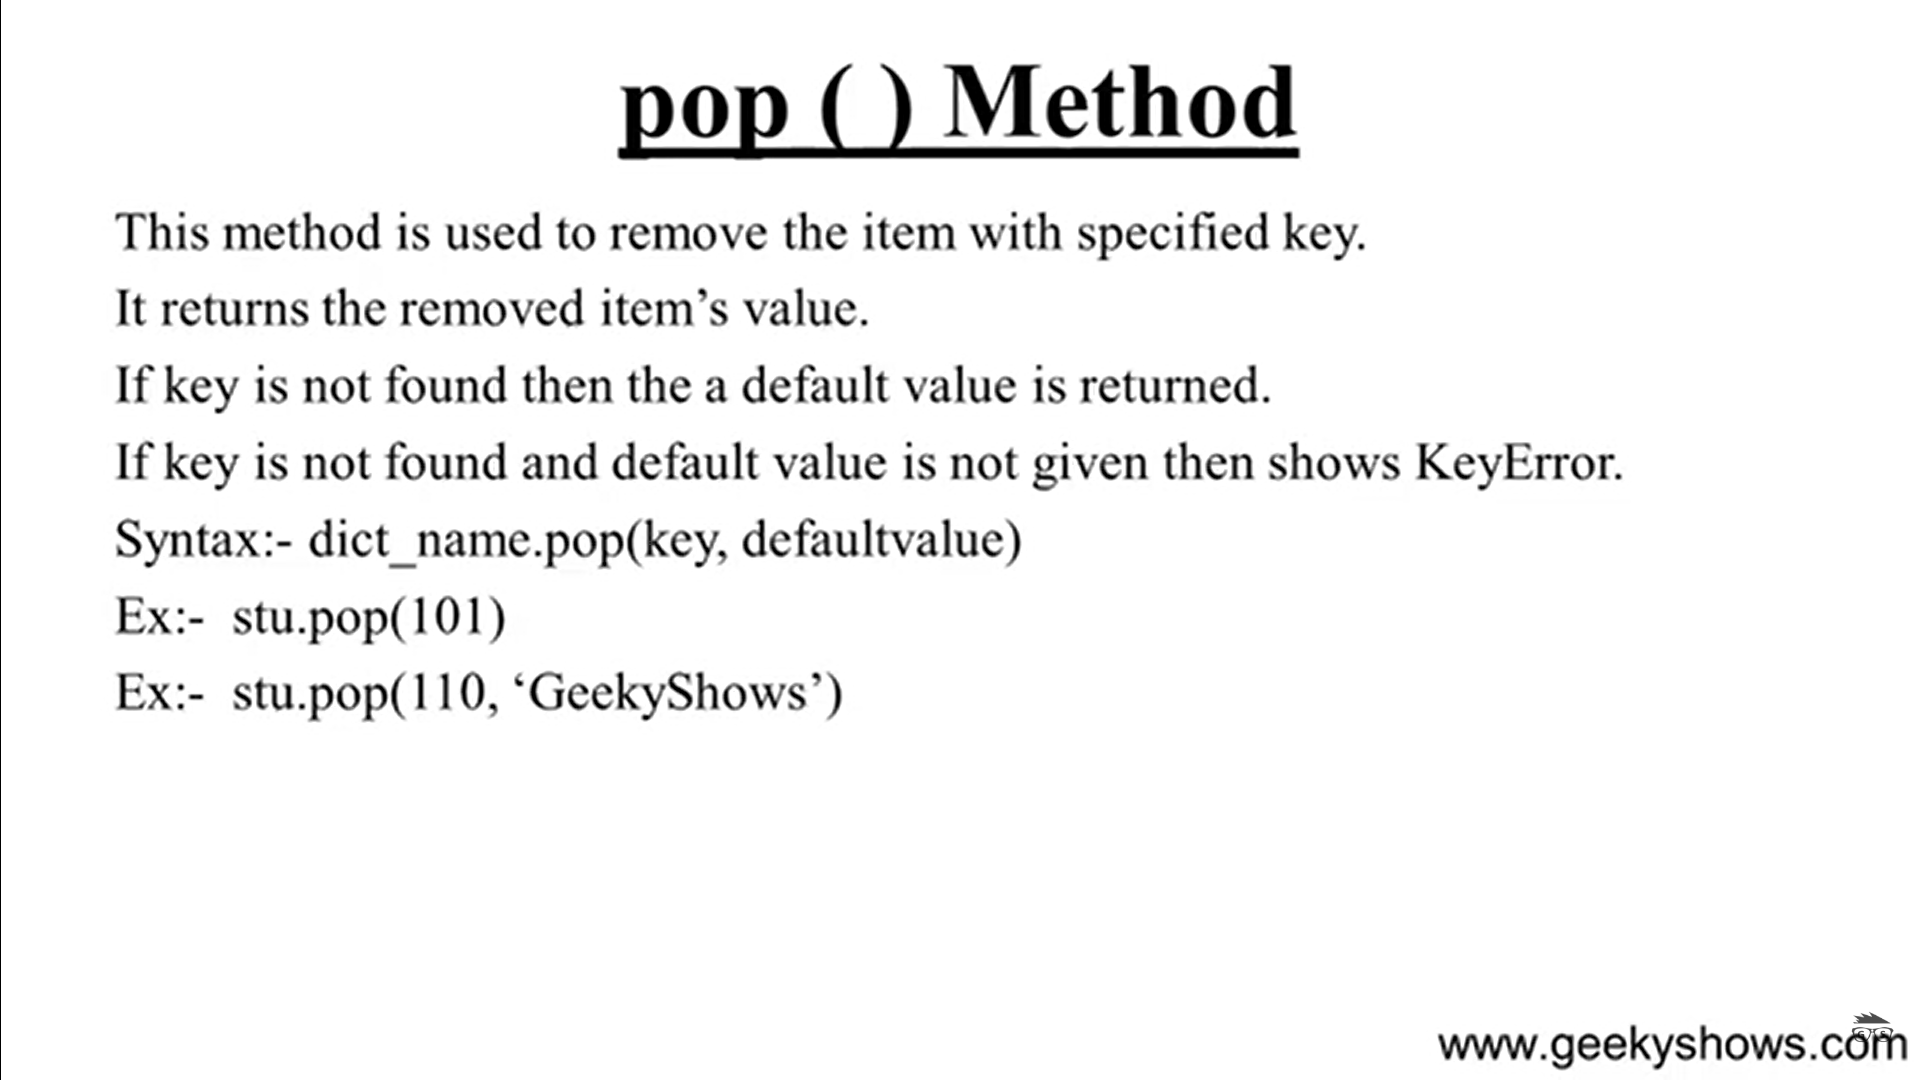 pop ( ) Method
This method is used to remove the item with specified key.
It returns the removed item’s value.
If key is not found then the a default value is returned.
If key is not found and default value is not given then shows KeyError.
Syntax:- dict_name.pop(key, defaultvalue)
Ex:- stu.pop(101)
Ex:- stu.pop(110, ‘GeekyShows’)
www.geekyshows.com